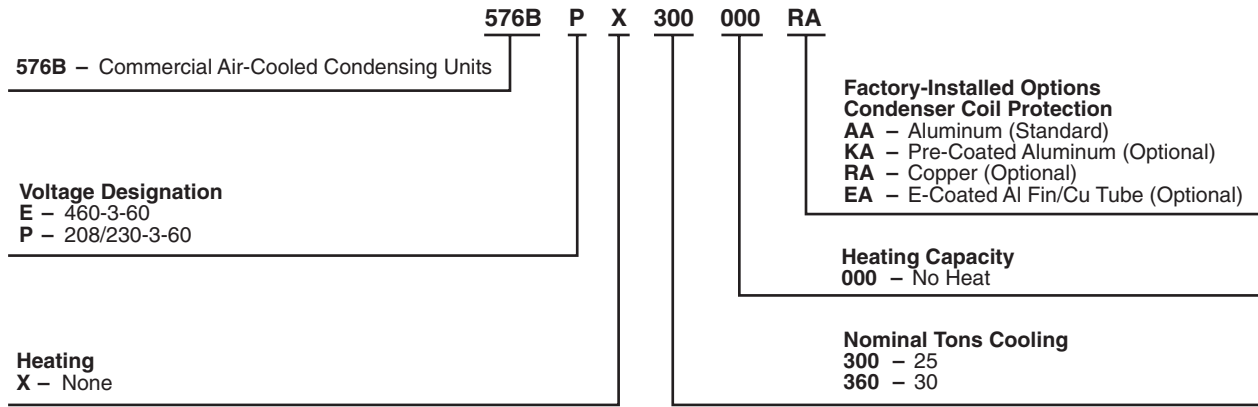 576B P X 300 000 RA
576B – Commercial Air-Cooled Condensing Units
Voltage Designation
E – 460-3-60
P – 208/230-3-60
Heating
X – None
Factory-Installed Options
Condenser Coil Protection
AA – Aluminum (Standard)
KA – Pre-Coated Aluminum (Optional)
RA – Copper (Optional)
EA – E-Coated Al Fin/Cu Tube (Optional)
Heating Capacity
000 – No Heat
Nominal Tons Cooling
300 – 25
360 – 30